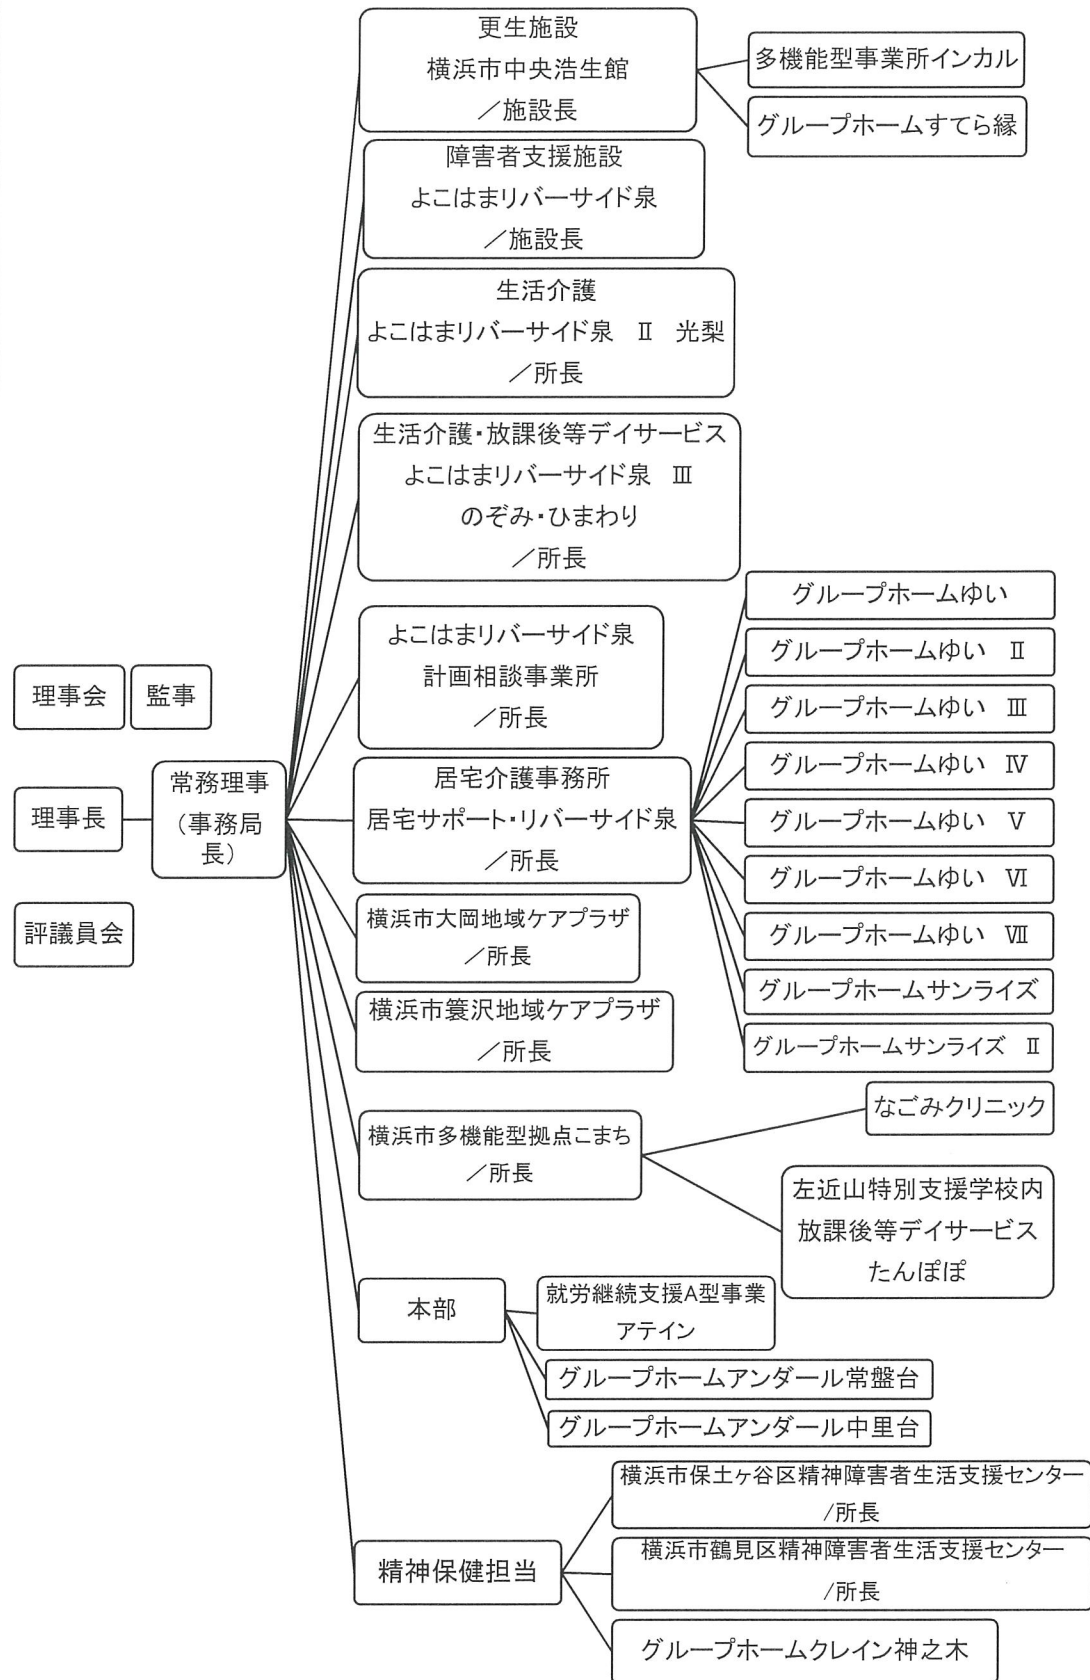 理事会
監事
理事長
常務理事
（事務局
長）
評議員会
更生施設
横浜市中央浩生館
／施設長
多機能型事業所インカル
グループホームすてら縁
障害者支援施設
よこはまリバーサイド泉
／施設長
生活介護
よこはまリバーサイド泉　Ⅱ　光梨
／所長
生活介護・放課後等デイサービス
よこはまリバーサイド泉　Ⅲ
のぞみ・ひまわり
／所長
よこはまリバーサイド泉
計画相談事業所
／所長
居宅介護事務所
居宅サポート・リバーサイド泉
／所長
グループホームゆい
グループホームゆい　Ⅱ
グループホームゆい　Ⅲ
グループホームゆい　Ⅳ
グループホームゆい　Ⅴ
グループホームゆい　Ⅵ
グループホームゆい　Ⅶ
グループホームサンライズ
グループホームサンライズ　Ⅱ
横浜市大岡地域ケアプラザ
／所長
横浜市簑沢地域ケアプラザ
／所長
横浜市多機能型拠点こまち
／所長
なごみクリニック
左近山特別支援学校内
放課後等デイサービス
たんぽぽ
本部
就労継続支援A型事業
アテイン
グループホームアンダール常盤台
グループホームアンダール中里台
精神保健担当
横浜市保土ヶ谷区精神障害者生活支援センター
/所長
横浜市鶴見区精神障害者生活支援センター
/所長
グループホームクレイン神之木